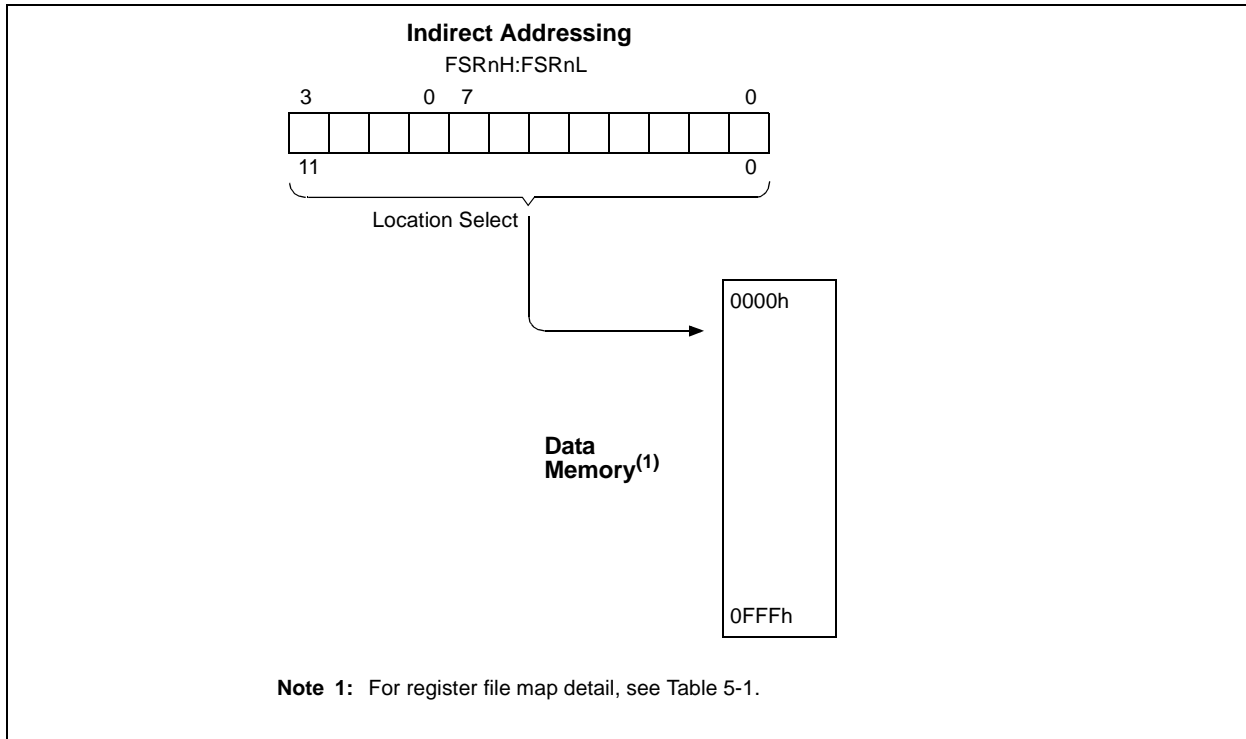 Indirect Addressing
FSRnH:FSRnL
3 0 7 0
11 0
Location Select
0000h
Data
Memory(1)
0FFFh
Note 1: For register file map detail, see Table 5-1.